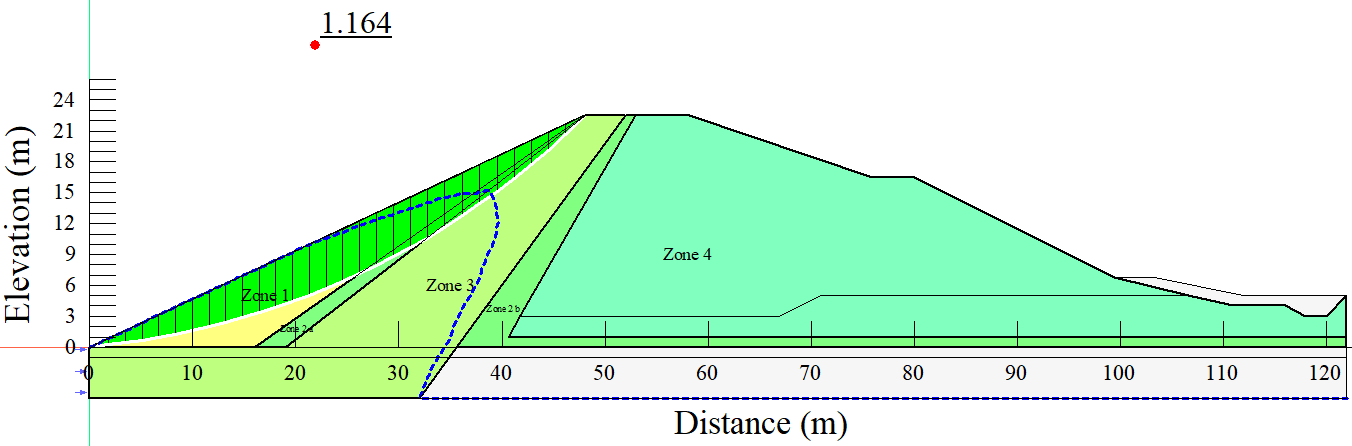 1.164
Elevation (m)
24
21
18
15
12
9
6
3
0
Zone 1
Zone 2 a
Zone 3
Zone 2 b
Zone 4
0 10 20 30 40 50 60 70 80 90 100 110 120
Distance (m)